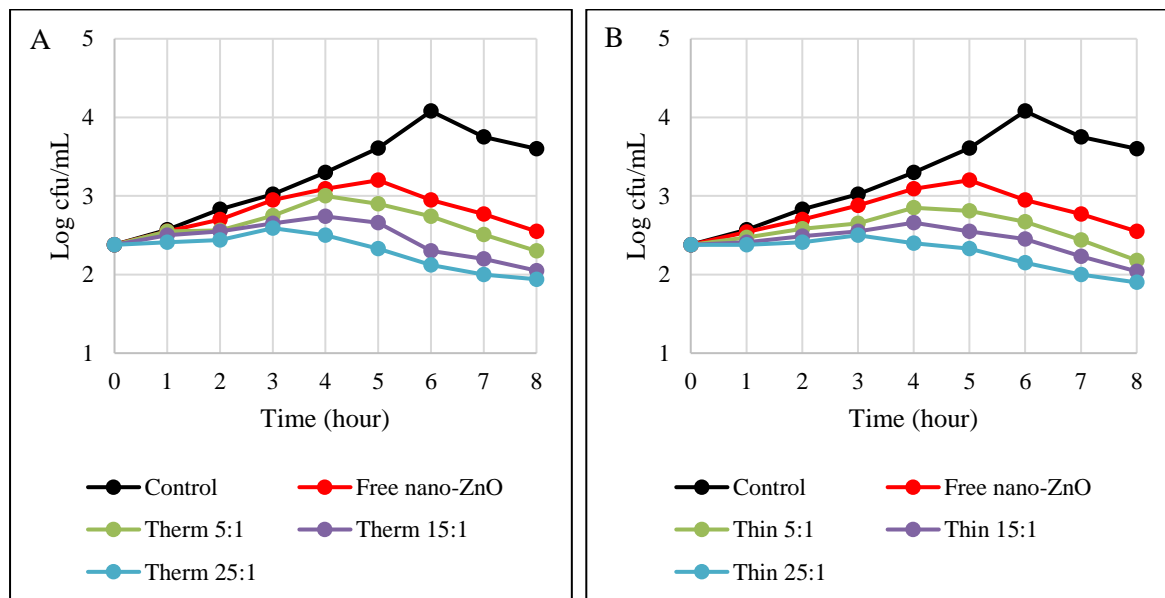 A
5
4
3
2
1
Log cfu/mL
0 1 2 3 4 5 6 7 8
Time (hour)
Control Free nano-ZnO
Therm 5:1 Therm 15:1
Therm 25:1
B
5
4
3
2
1
Log cfu/mL
0 1 2 3 4 5 6 7 8
Time (hour)
Control Free nano-ZnO
Thin 5:1 Thin 15:1
Thin 25:1